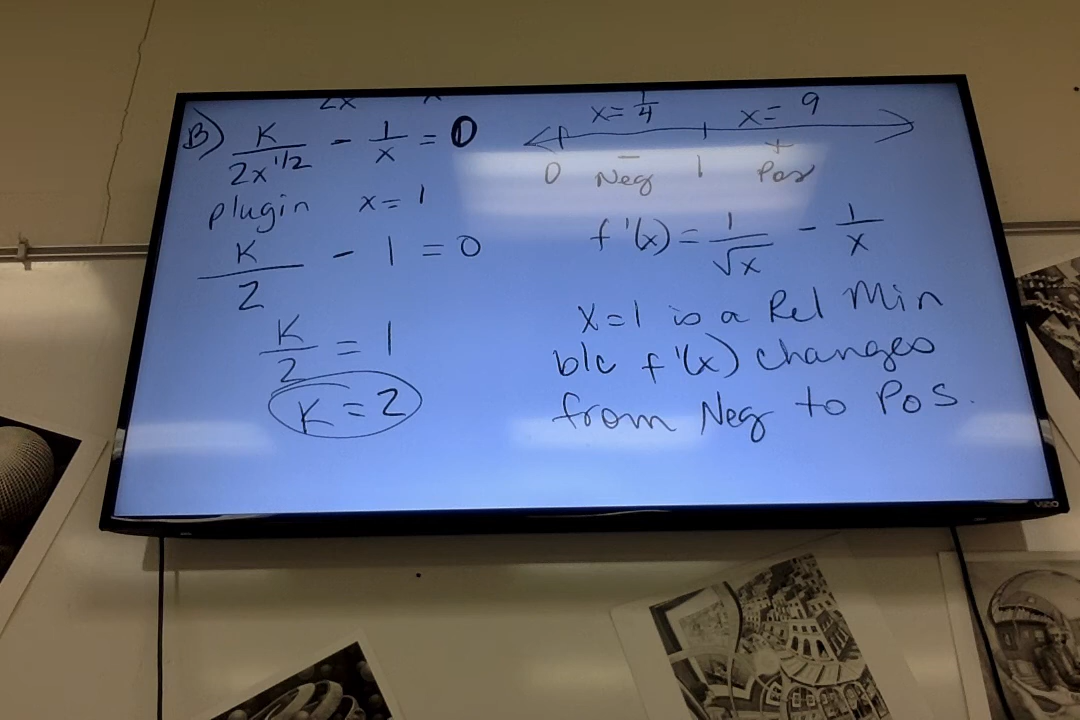 B) K/2x^1/2 - 1/x = 0
plugin x = 1
K/2 - 1 = 0
K/2 = 1
K = 2
x = 1/4 x = 9
0 - 1 +
Neg Pos
f'(x) = 1/√x - 1/x
x=1 is a Rel Min
b/c f'(x) changes
from Neg to Pos.
VIZIO